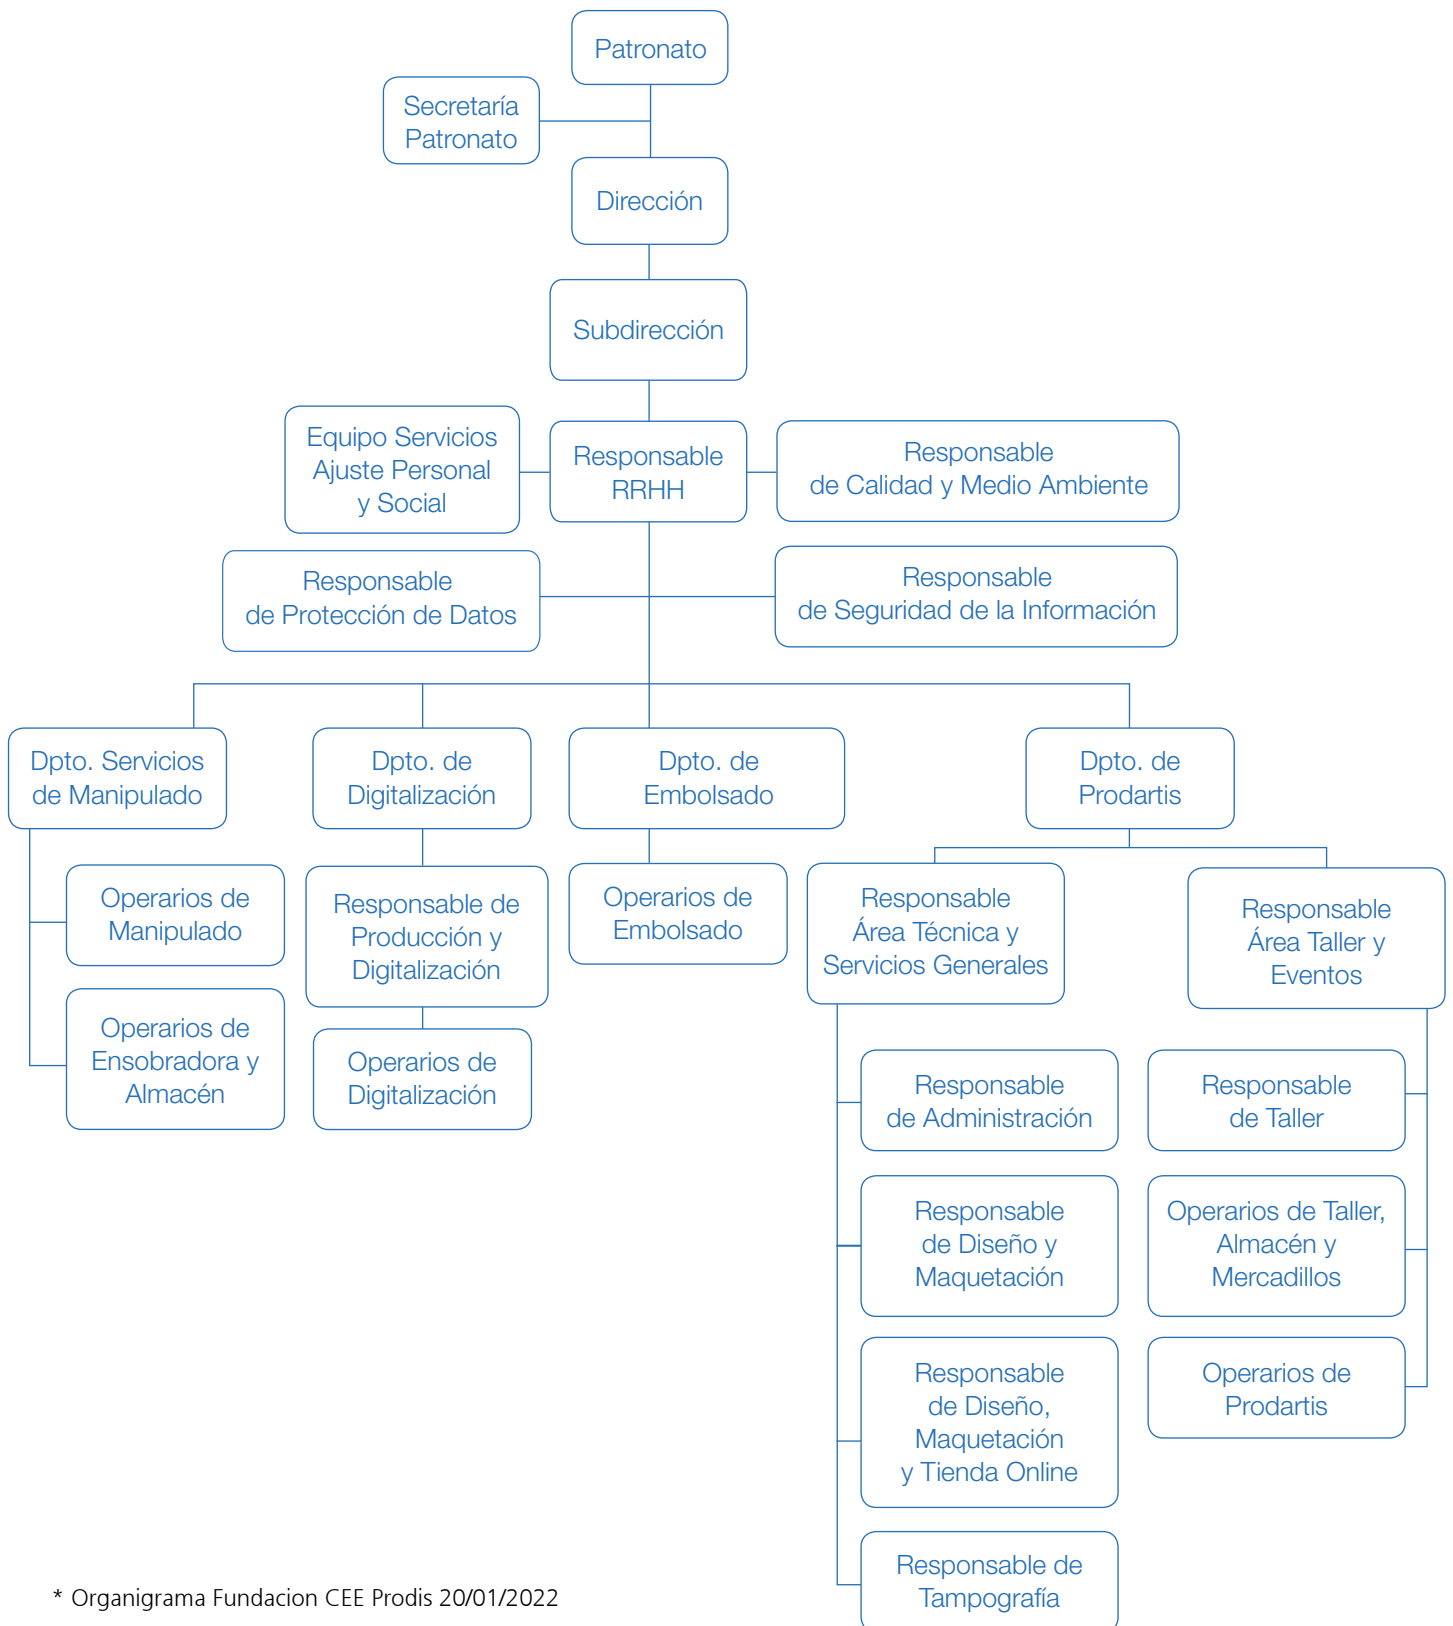 Patronato
Secretaría
Patronato
Dirección
Subdirección
Equipo Servicios
Ajuste Personal
y Social
Responsable
RRHH
Responsable
de Calidad y Medio Ambiente
Responsable
de Protección de Datos
Responsable
de Seguridad de la Información
Dpto. Servicios
de Manipulado
Dpto. de
Digitalización
Dpto. de
Embolsado
Dpto. de
Prodartis
Operarios de
Manipulado
Operarios de
Ensobradora y
Almacén
Responsable de
Producción y
Digitalización
Operarios de
Digitalización
Operarios de
Embolsado
Responsable
Área Técnica y
Servicios Generales
Responsable
Área Taller y
Eventos
Responsable
de Administración
Responsable
de Diseño y
Maquetación
Responsable
de Diseño,
Maquetación
y Tienda Online
Responsable de
Tampografía
Responsable
de Taller
Operarios de Taller,
Almacén y
Mercadillos
Operarios de
Prodartis
* Organigrama Fundacion CEE Prodis 20/01/2022